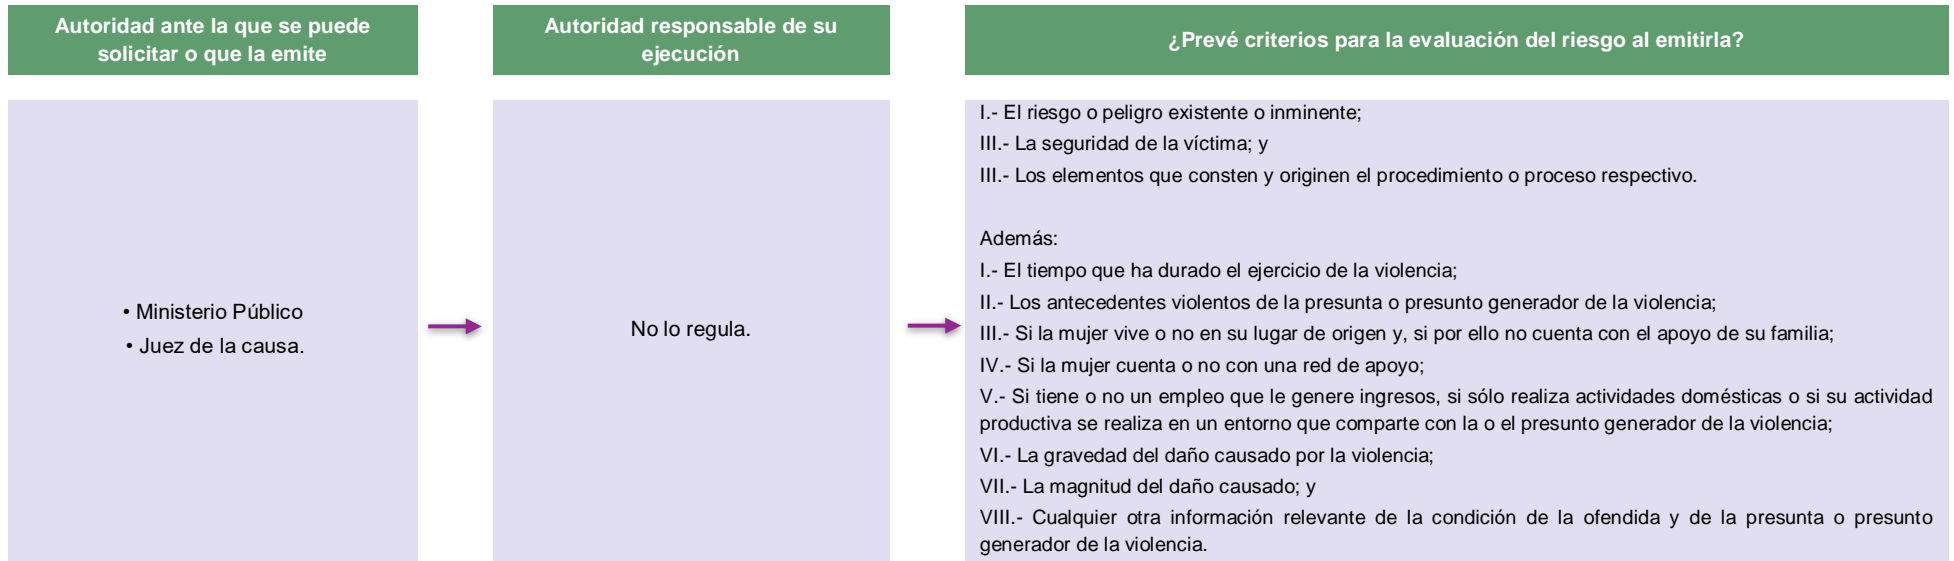 Autoridad ante la que se puede
solicitar o que la emite
Autoridad responsable de su
ejecución
¿Prevé criterios para la evaluación del riesgo al emitirla?
• Ministerio Público
• Juez de la causa.
No lo regula.
I.- El riesgo o peligro existente o inminente;
III.- La seguridad de la víctima; y
III.- Los elementos que consten y originen el procedimiento o proceso respectivo.
Además:
I.- El tiempo que ha durado el ejercicio de la violencia;
II.- Los antecedentes violentos de la presunta o presunto generador de la violencia;
III.- Si la mujer vive o no en su lugar de origen y, si por ello no cuenta con el apoyo de su familia;
IV.- Si la mujer cuenta o no con una red de apoyo;
V.- Si tiene o no un empleo que le genere ingresos, si sólo realiza actividades domésticas o si su actividad
productiva se realiza en un entorno que comparte con la o el presunto generador de la violencia;
VI.- La gravedad del daño causado por la violencia;
VII.- La magnitud del daño causado; y
VIII.- Cualquier otra información relevante de la condición de la ofendida y de la presunta o presunto
generador de la violencia.